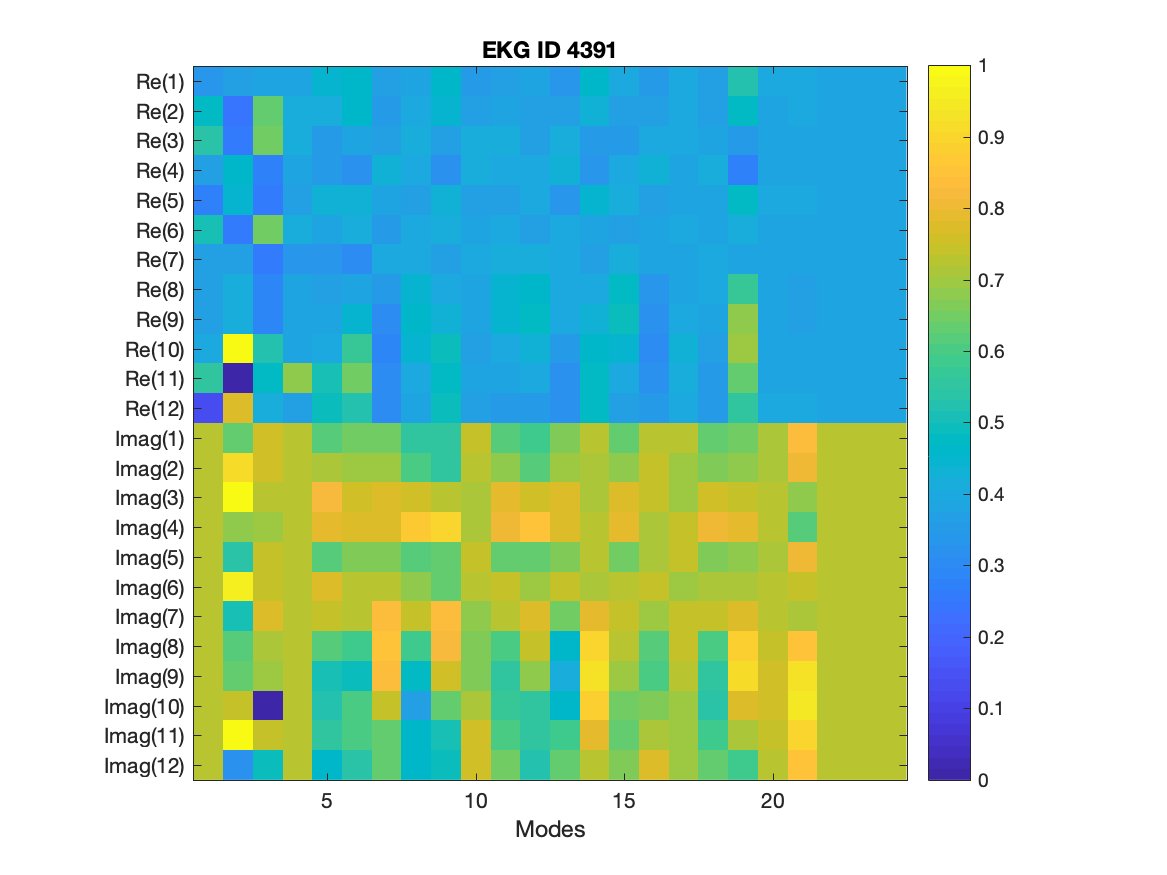 EKG ID 4391
Re(1)
Re(2)
Re(3)
Re(4)
Re(5)
Re(6)
Re(7)
Re(8)
Re(9)
Re(10)
Re(11)
Re(12)
Imag(1)
Imag(2)
Imag(3)
Imag(4)
Imag(5)
Imag(6)
Imag(7)
Imag(8)
Imag(9)
Imag(10)
Imag(11)
Imag(12)
5 10 15 20
Modes
1
0.9
0.8
0.7
0.6
0.5
0.4
0.3
0.2
0.1
0